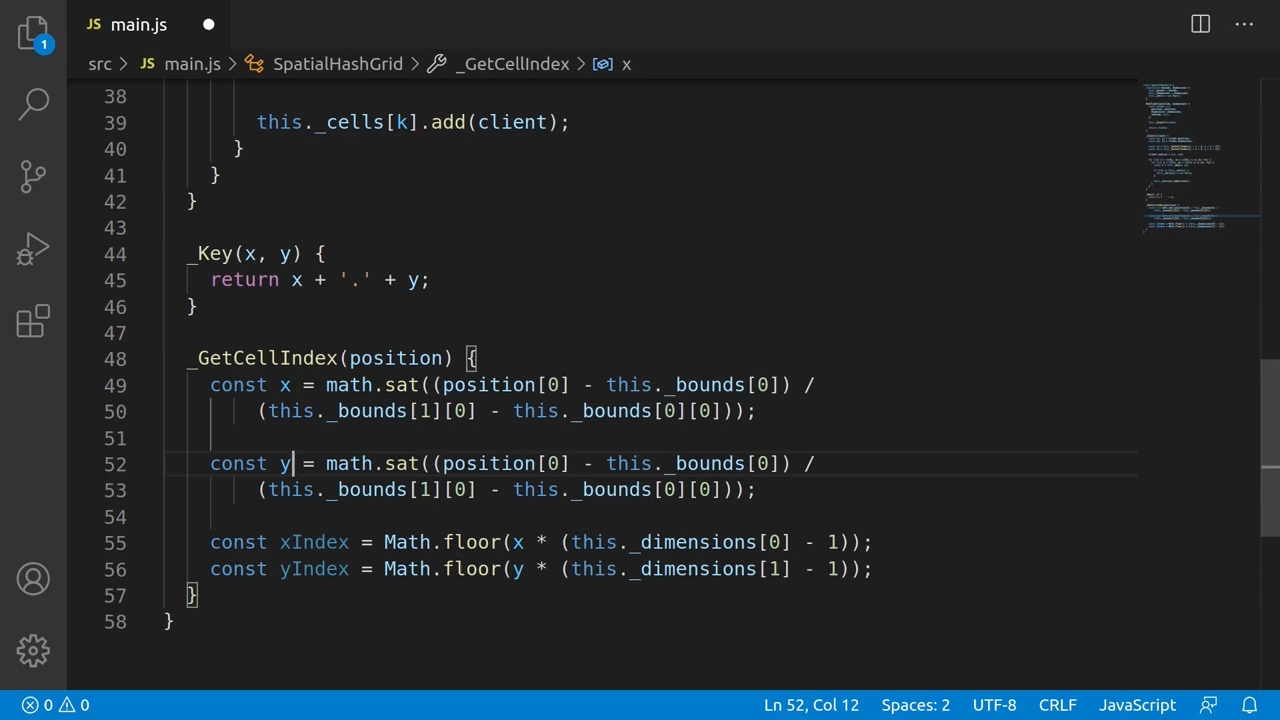 JS main.js
1
src > JS main.js > SpatialHashGrid > _GetCellIndex > x
38
39 this._cells[k].add(client);
40 }
41 }
42 }
43
44 _Key(x, y) {
45 return x + '.' + y;
46 }
47
48 _GetCellIndex(position) {
49 const x = math.sat((position[0] - this._bounds[0]) /
50 (this._bounds[1][0] - this._bounds[0][0]));
51
52 const y = math.sat((position[0] - this._bounds[0]) /
53 (this._bounds[1][0] - this._bounds[0][0]));
54
55 const xIndex = Math.floor(x * (this._dimensions[0] - 1));
56 const yIndex = Math.floor(y * (this._dimensions[1] - 1));
57 }
58 }
0 0 Ln 52, Col 12 Spaces: 2 UTF-8 CRLF JavaScript